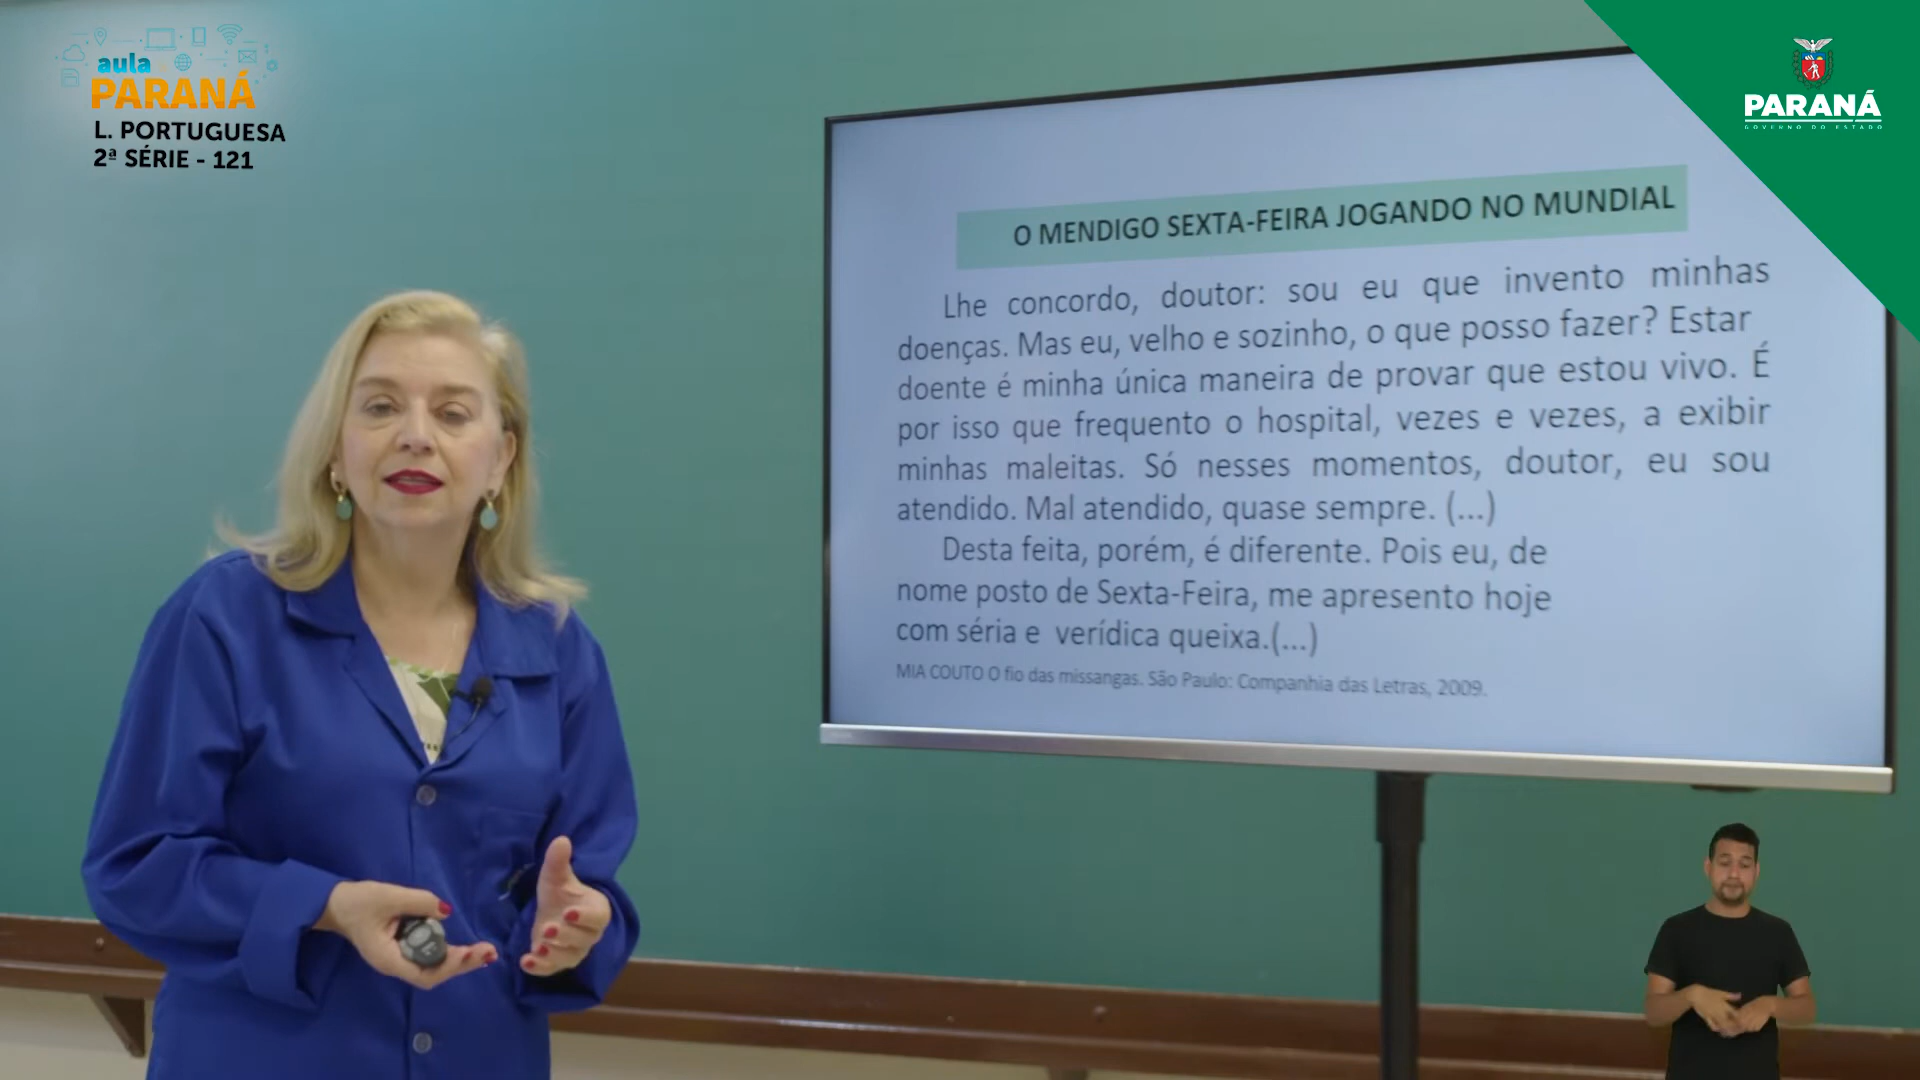 aula
PARANÁ
L. PORTUGUESA
2ª SÉRIE - 121
PARANÁ
GOVERNO DO ESTADO
O MENDIGO SEXTA-FEIRA JOGANDO NO MUNDIAL
Lhe concordo, doutor: sou eu que invento minhas
doenças. Mas eu, velho e sozinho, o que posso fazer? Estar
doente é minha única maneira de provar que estou vivo. É
por isso que frequento o hospital, vezes e vezes, a exibir
minhas maleitas. Só nesses momentos, doutor, eu sou
atendido. Mal atendido, quase sempre. (...)
Desta feita, porém, é diferente. Pois eu, de
nome posto de Sexta-Feira, me apresento hoje
com séria e verídica queixa.(...)
MIA COUTO O fio das missangas. São Paulo: Companhia das Letras, 2009.